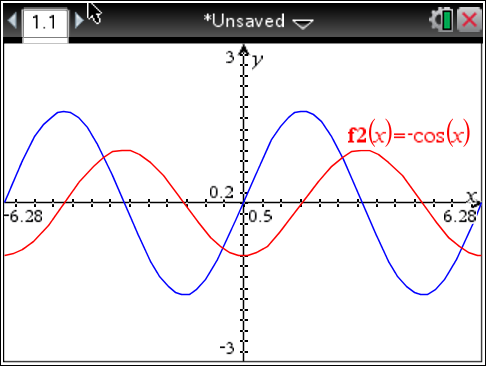 1.1
*Unsaved
3
y
f2(x)=-cos(x)
0.2
x
-6.28
0.5
6.28
-3